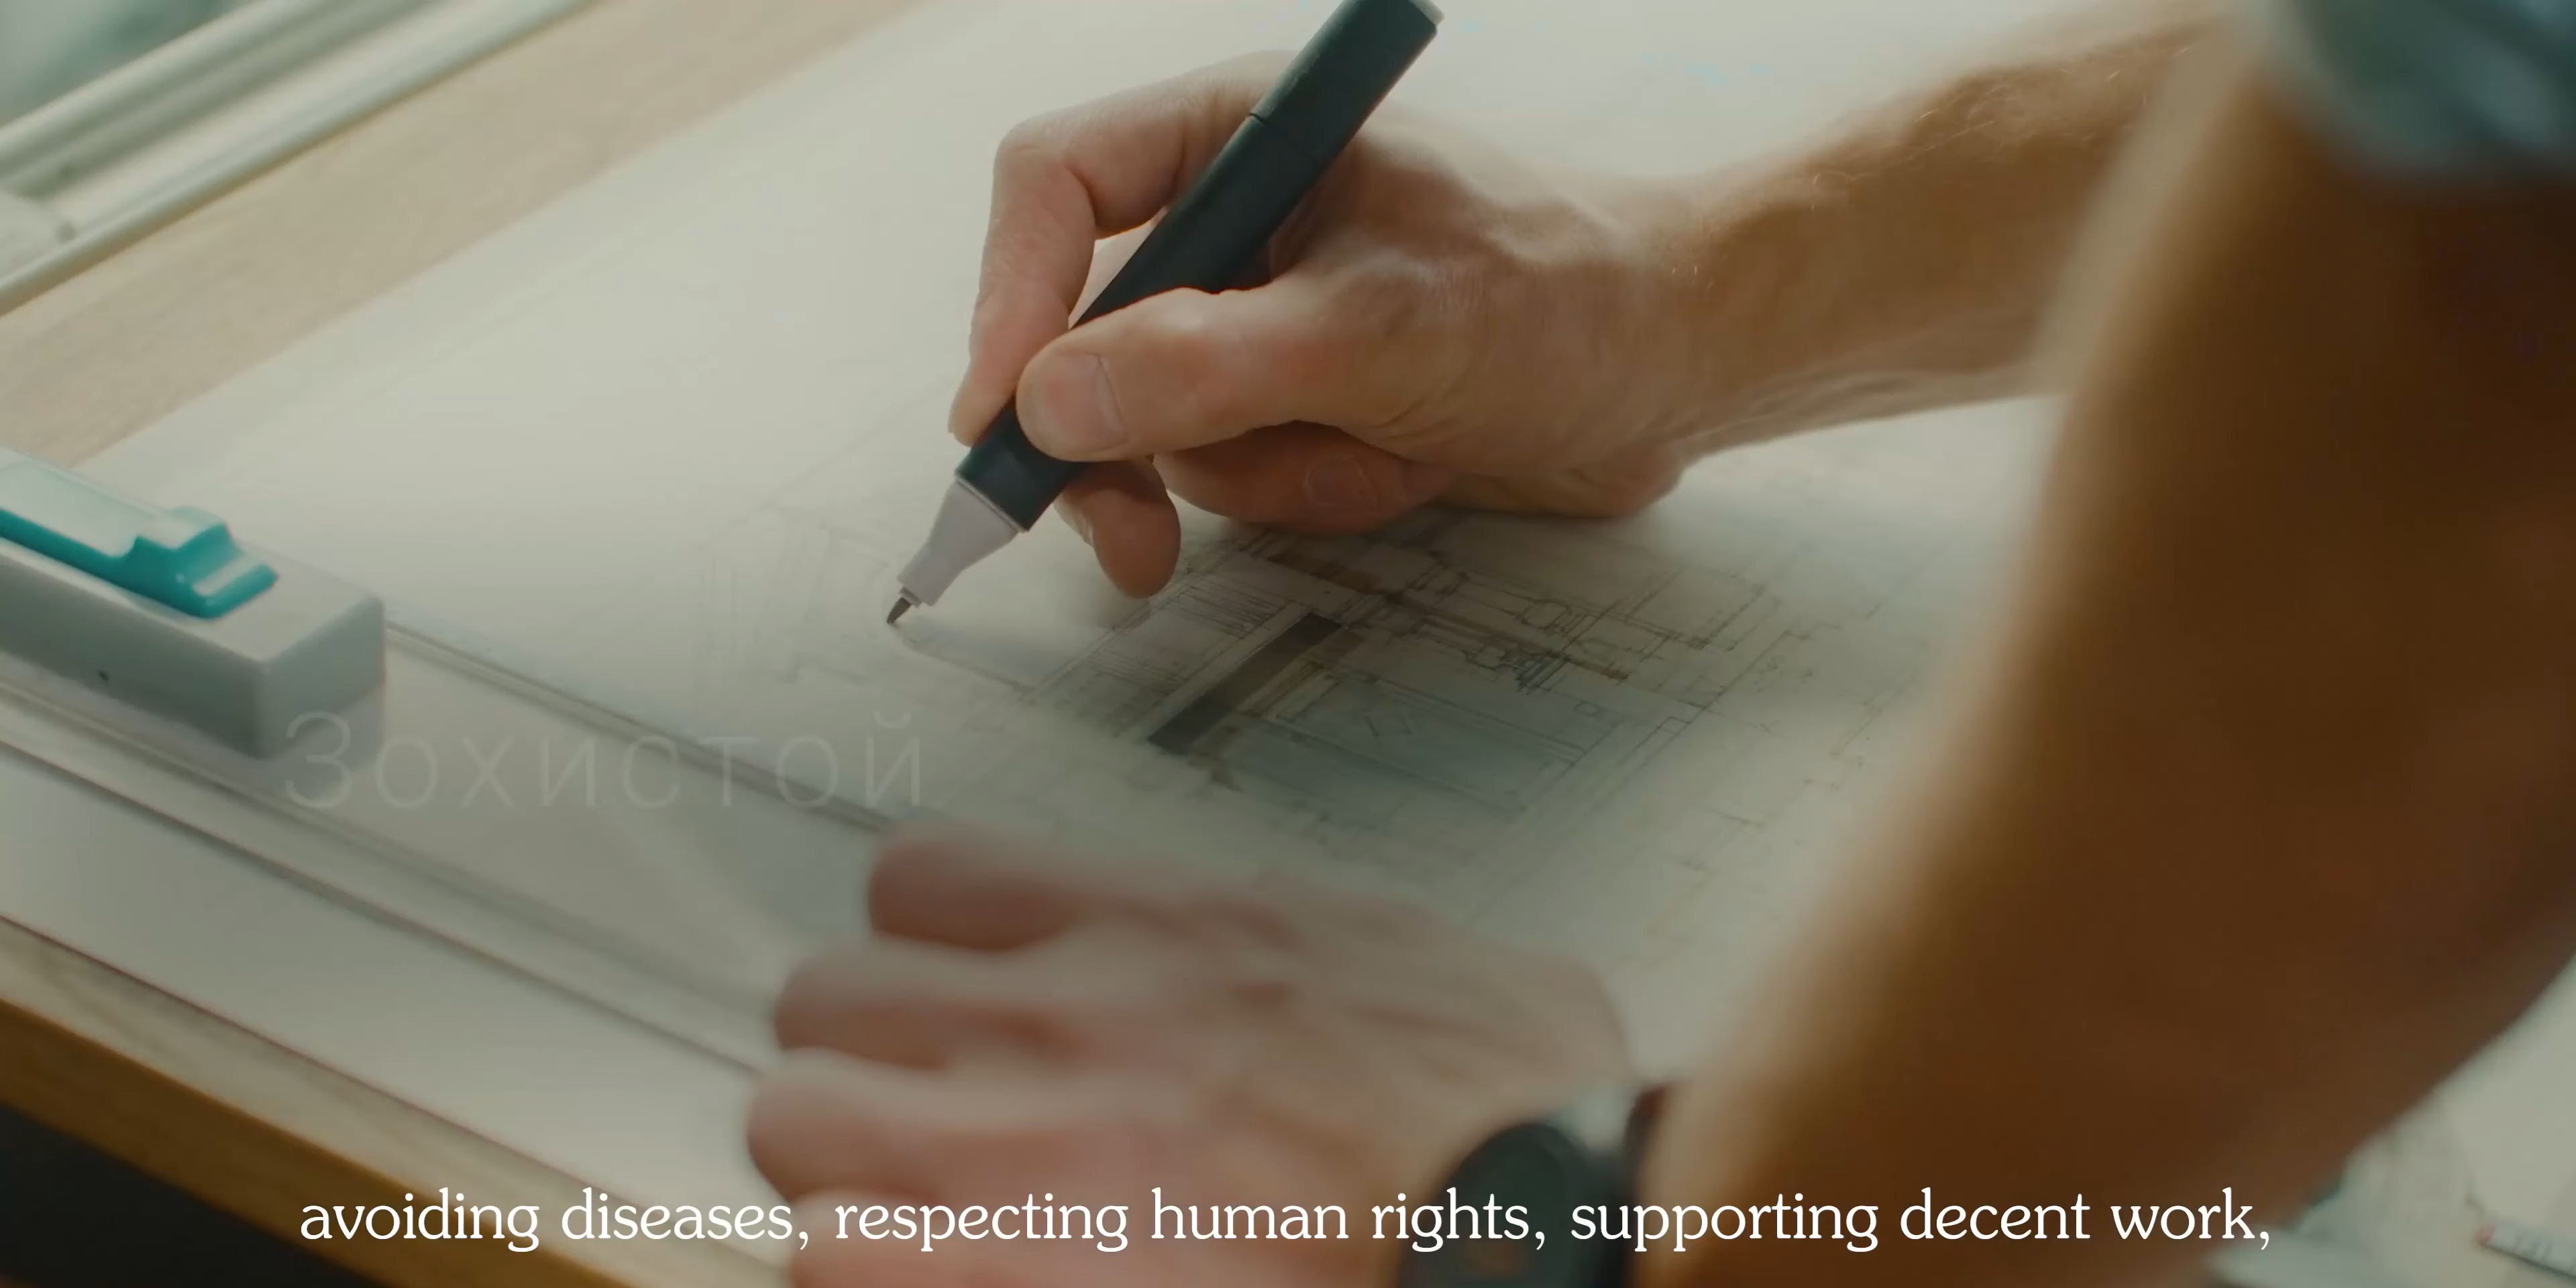 Зохистой
avoiding diseases, respecting human rights, supporting decent work,